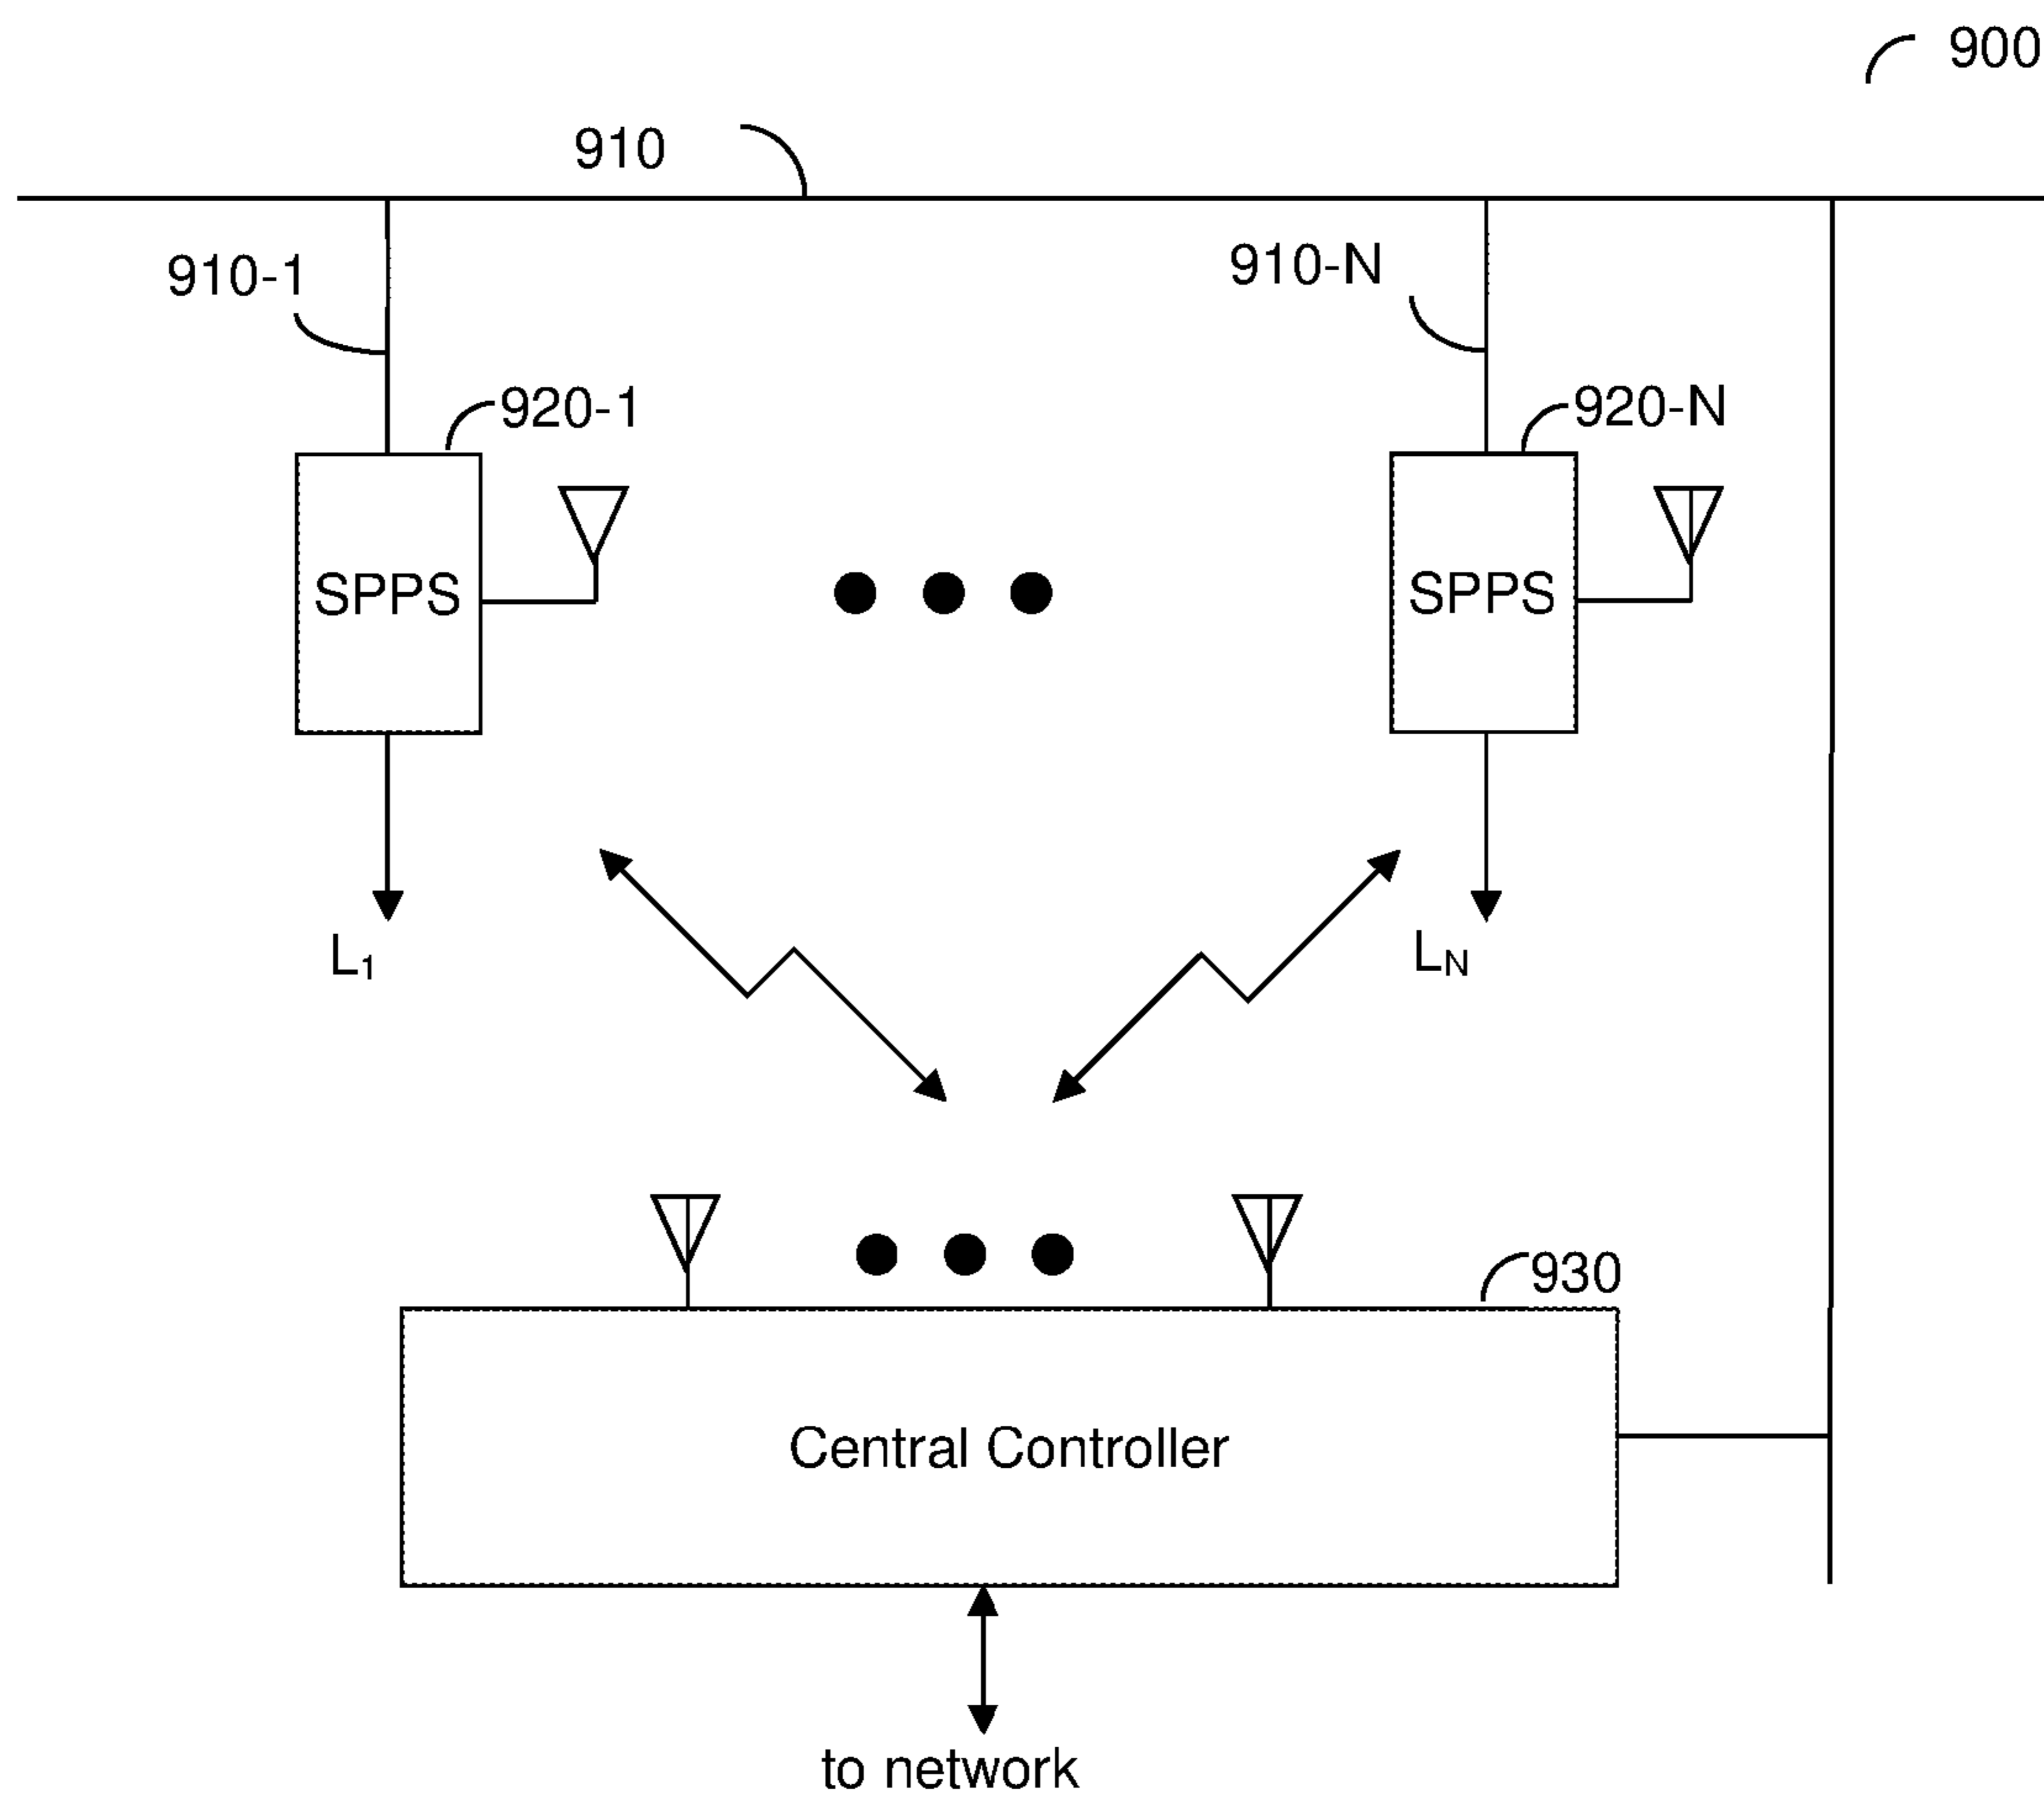 900
910
910-1
910-N
920-1
920-N
SPPS
SPPS
L1
LN
930
Central Controller
to network